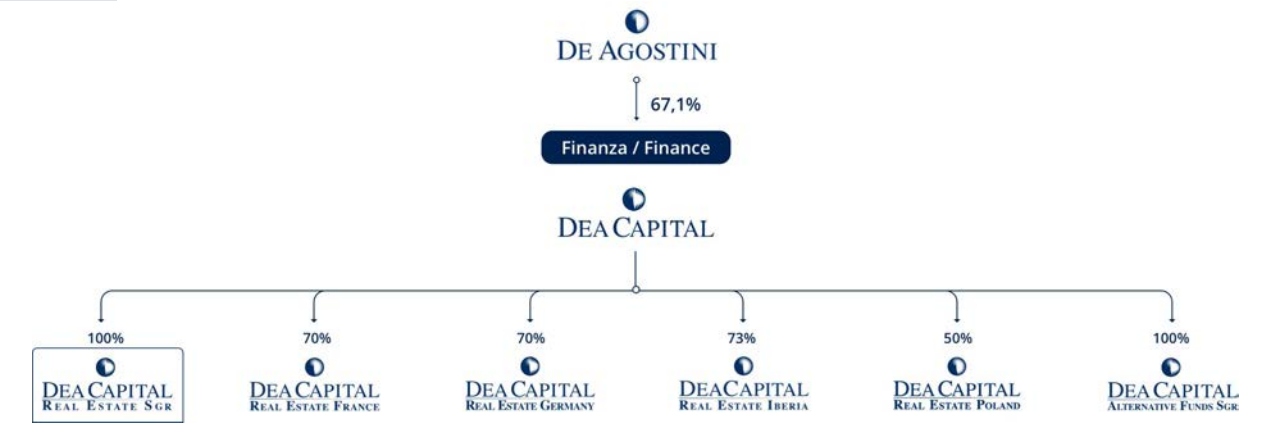 DE AGOSTINI
67,1%
Finanza / Finance
DEA CAPITAL
100%
70%
70%
73%
50%
100%
DEA CAPITAL
REAL ESTATE SGR
DEA CAPITAL
REAL ESTATE FRANCE
DEA CAPITAL
REAL ESTATE GERMANY
DEA CAPITAL
REAL ESTATE IBERIA
DEA CAPITAL
REAL ESTATE POLAND
DEA CAPITAL
ALTERNATIVE FUNDS SGR